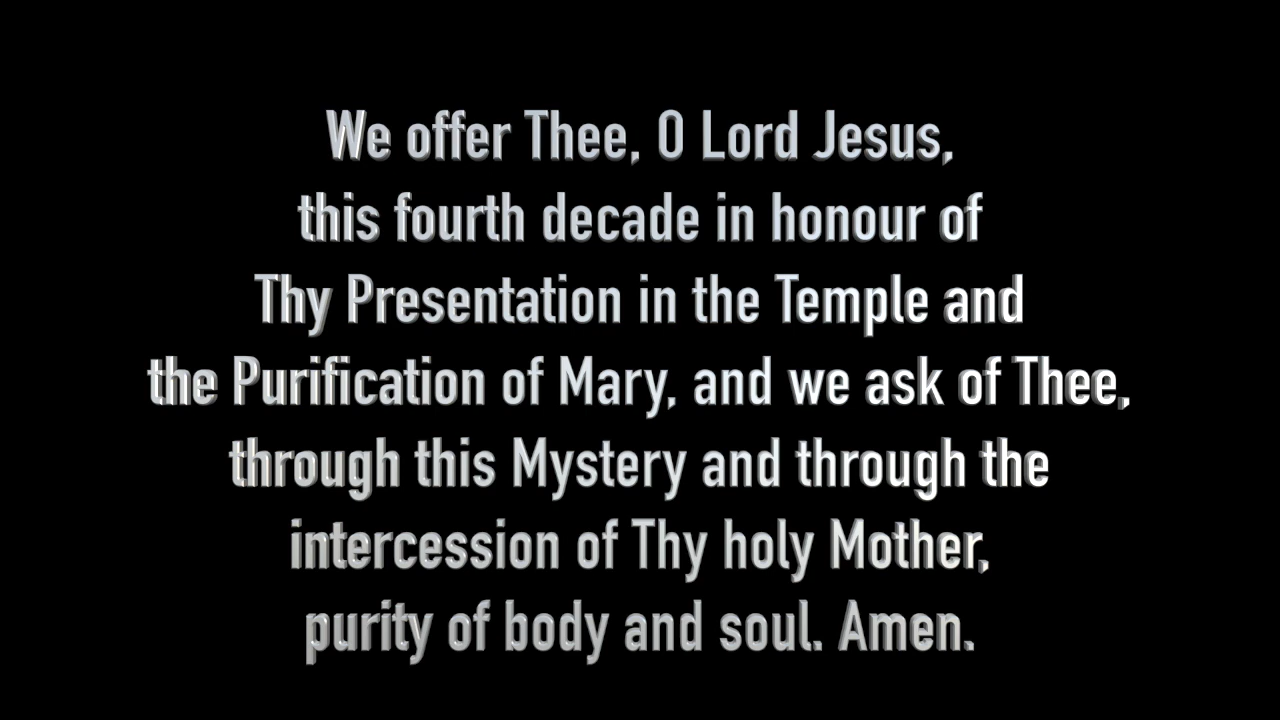 We offer Thee, O Lord Jesus,
this fourth decade in honour of
Thy Presentation in the Temple and
the Purification of Mary, and we ask of Thee,
through this Mystery and through the
intercession of Thy holy Mother,
purity of body and soul. Amen.